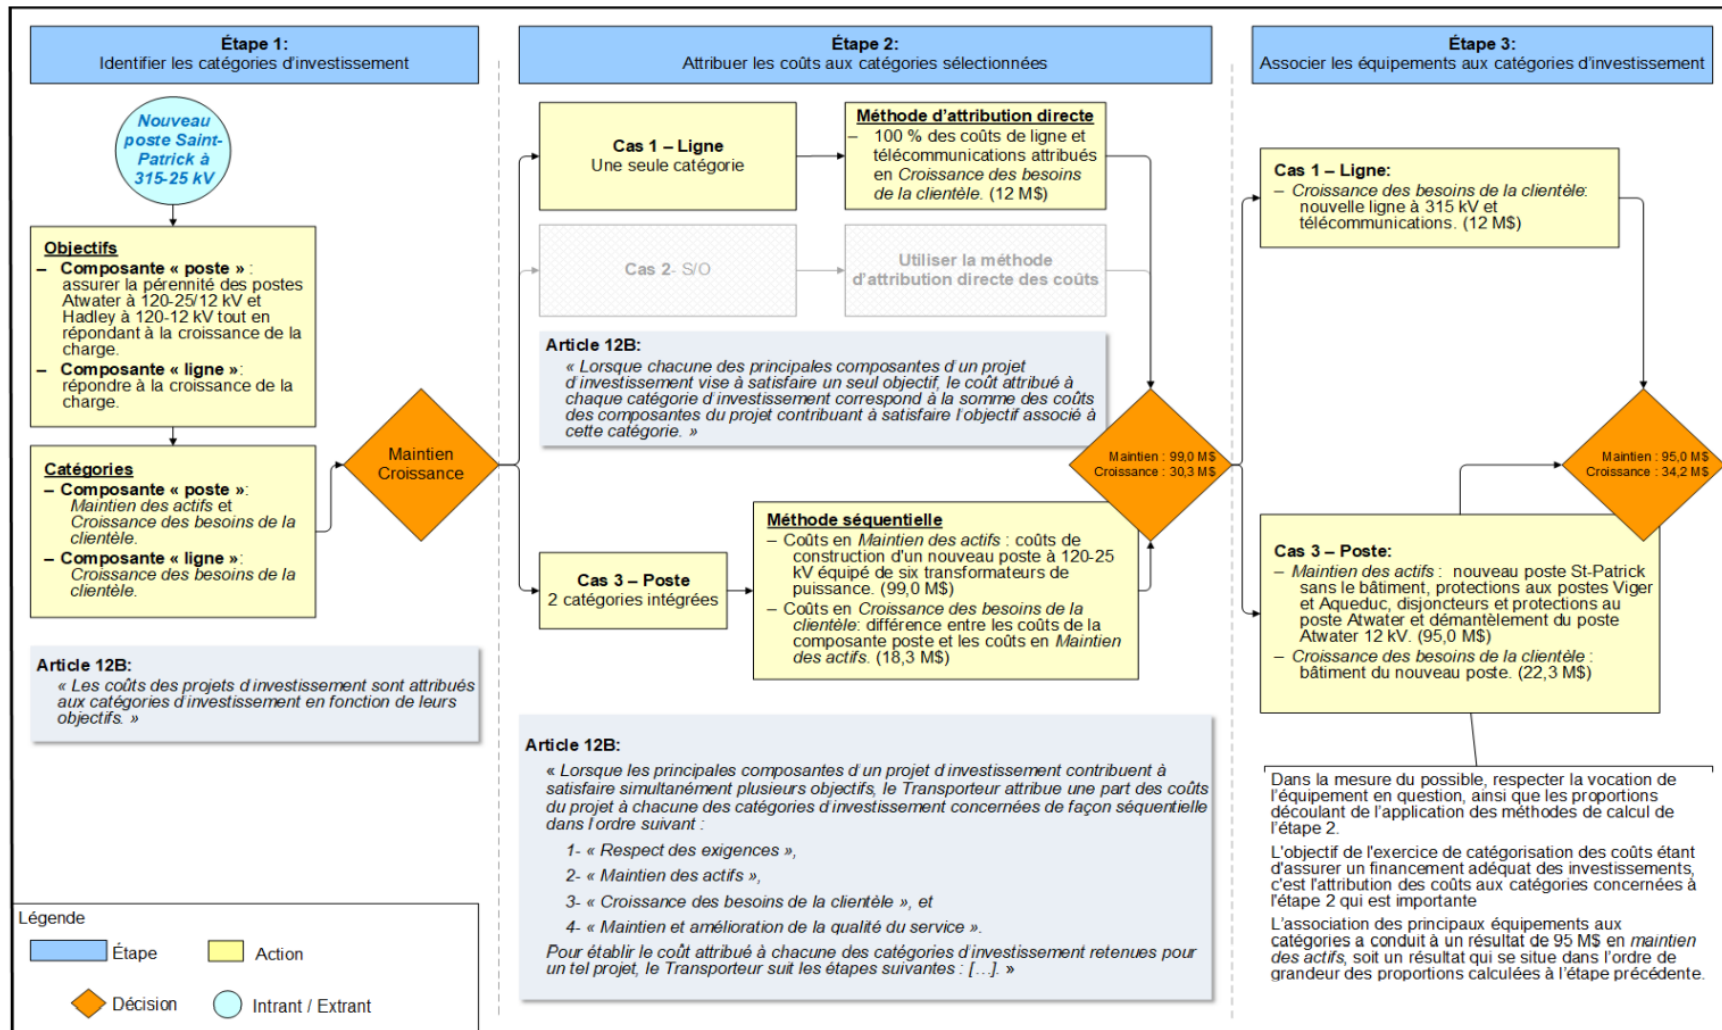 Étape 1:
Identifier les catégories d'investissement
Nouveau
poste Saint-
Patrick à
315-25 kV
Objectifs
– Composante « poste » :
assurer la pérennité des postes
Atwater à 120-25/12 kV et
Hadley à 120-12 kV tout en
répondant à la croissance de la
charge.
– Composante « ligne »:
répondre à la croissance de la
charge.
Catégories
– Composante « poste »:
Maintien des actifs et
Croissance des besoins de la
clientèle.
– Composante « ligne »:
Croissance des besoins de la
clientèle.
Maintien
Croissance
Article 12B:
« Les coûts des projets d'investissement sont attribués
aux catégories d'investissement en fonction de leurs
objectifs. »
Légende
Étape
Action
Décision
Intrant / Extrant
Étape 2:
Attribuer les coûts aux catégories sélectionnées
Cas 1 – Ligne
Une seule catégorie
Méthode d'attribution directe
– 100 % des coûts de ligne et
télécommunications attribués
en Croissance des besoins
de la clientèle. (12 M$)
Cas 2- S/O
Utiliser la méthode
d'attribution directe des coûts
Article 12B:
« Lorsque chacune des principales composantes d'un projet
d'investissement vise à satisfaire un seul objectif, le coût attribué à
chaque catégorie d'investissement correspond à la somme des coûts
des composantes du projet contribuant à satisfaire l'objectif associé à
cette catégorie. »
Maintien : 99,0 M$
Croissance : 30,3 M$
Cas 3 – Poste
2 catégories intégrées
Méthode séquentielle
– Coûts en Maintien des actifs : coûts de
construction d'un nouveau poste à 120-25
kV équipé de six transformateurs de
puissance. (99,0 M$)
– Coûts en Croissance des besoins de la
clientèle: différence entre les coûts de la
composante poste et les coûts en Maintien
des actifs. (18,3 M$)
Article 12B:
« Lorsque les principales composantes d'un projet d'investissement contribuent à
satisfaire simultanément plusieurs objectifs, le Transporteur attribue une part des coûts
du projet à chacune des catégories d'investissement concernées de façon séquentielle
dans l'ordre suivant :
1- « Respect des exigences »,
2- « Maintien des actifs »,
3- « Croissance des besoins de la clientèle », et
4- « Maintien et amélioration de la qualité du service ».
Pour établir le coût attribué à chacune des catégories d'investissement retenues pour
un tel projet, le Transporteur suit les étapes suivantes : [...]. »
Étape 3:
Associer les équipements aux catégories d'investissement
Cas 1 – Ligne:
– Croissance des besoins de la clientèle:
nouvelle ligne à 315 kV et
télécommunications. (12 M$)
Maintien : 95,0 M$
Croissance : 34,2 M$
Cas 3 – Poste:
– Maintien des actifs : nouveau poste St-Patrick
sans le bâtiment, protections aux postes Viger
et Aqueduc, disjoncteurs et protections au
poste Atwater et démantèlement du poste
Atwater 12 kV. (95,0 M$)
– Croissance des besoins de la clientèle :
bâtiment du nouveau poste. (22,3 M$)
Dans la mesure du possible, respecter la vocation de
l'équipement en question, ainsi que les proportions
découlant de l'application des méthodes de calcul de
l'étape 2.
L'objectif de l'exercice de catégorisation des coûts étant
d'assurer un financement adéquat des investissements,
c'est l'attribution des coûts aux catégories concernées à
l'étape 2 qui est importante
L'association des principaux équipements aux
catégories a conduit à un résultat de 95 M$ en maintien
des actifs, soit un résultat qui se situe dans l'ordre de
grandeur des proportions calculées à l'étape précédente.